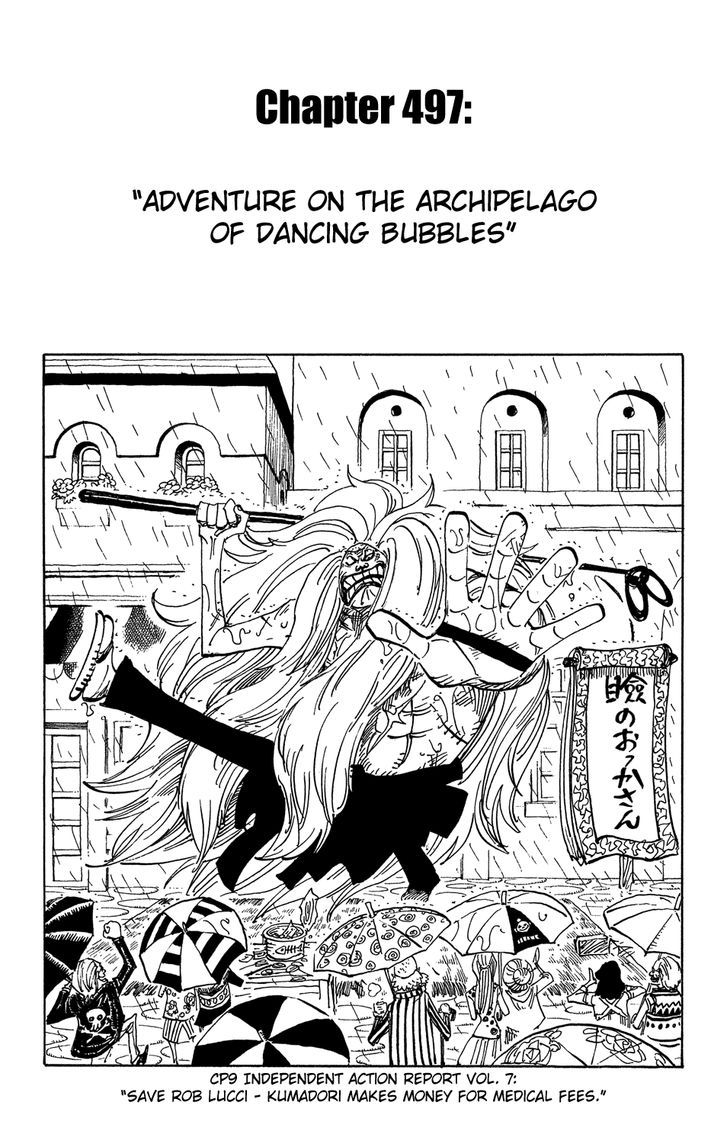 Chapter 497:
"ADVENTURE ON THE ARCHIPELAGO
OF DANCING BUBBLES"
瞼のおっかさん
CP9 INDEPENDENT ACTION REPORT VOL. 7:
"SAVE ROB LUCCI - KUMADORI MAKES MONEY FOR MEDICAL FEES."